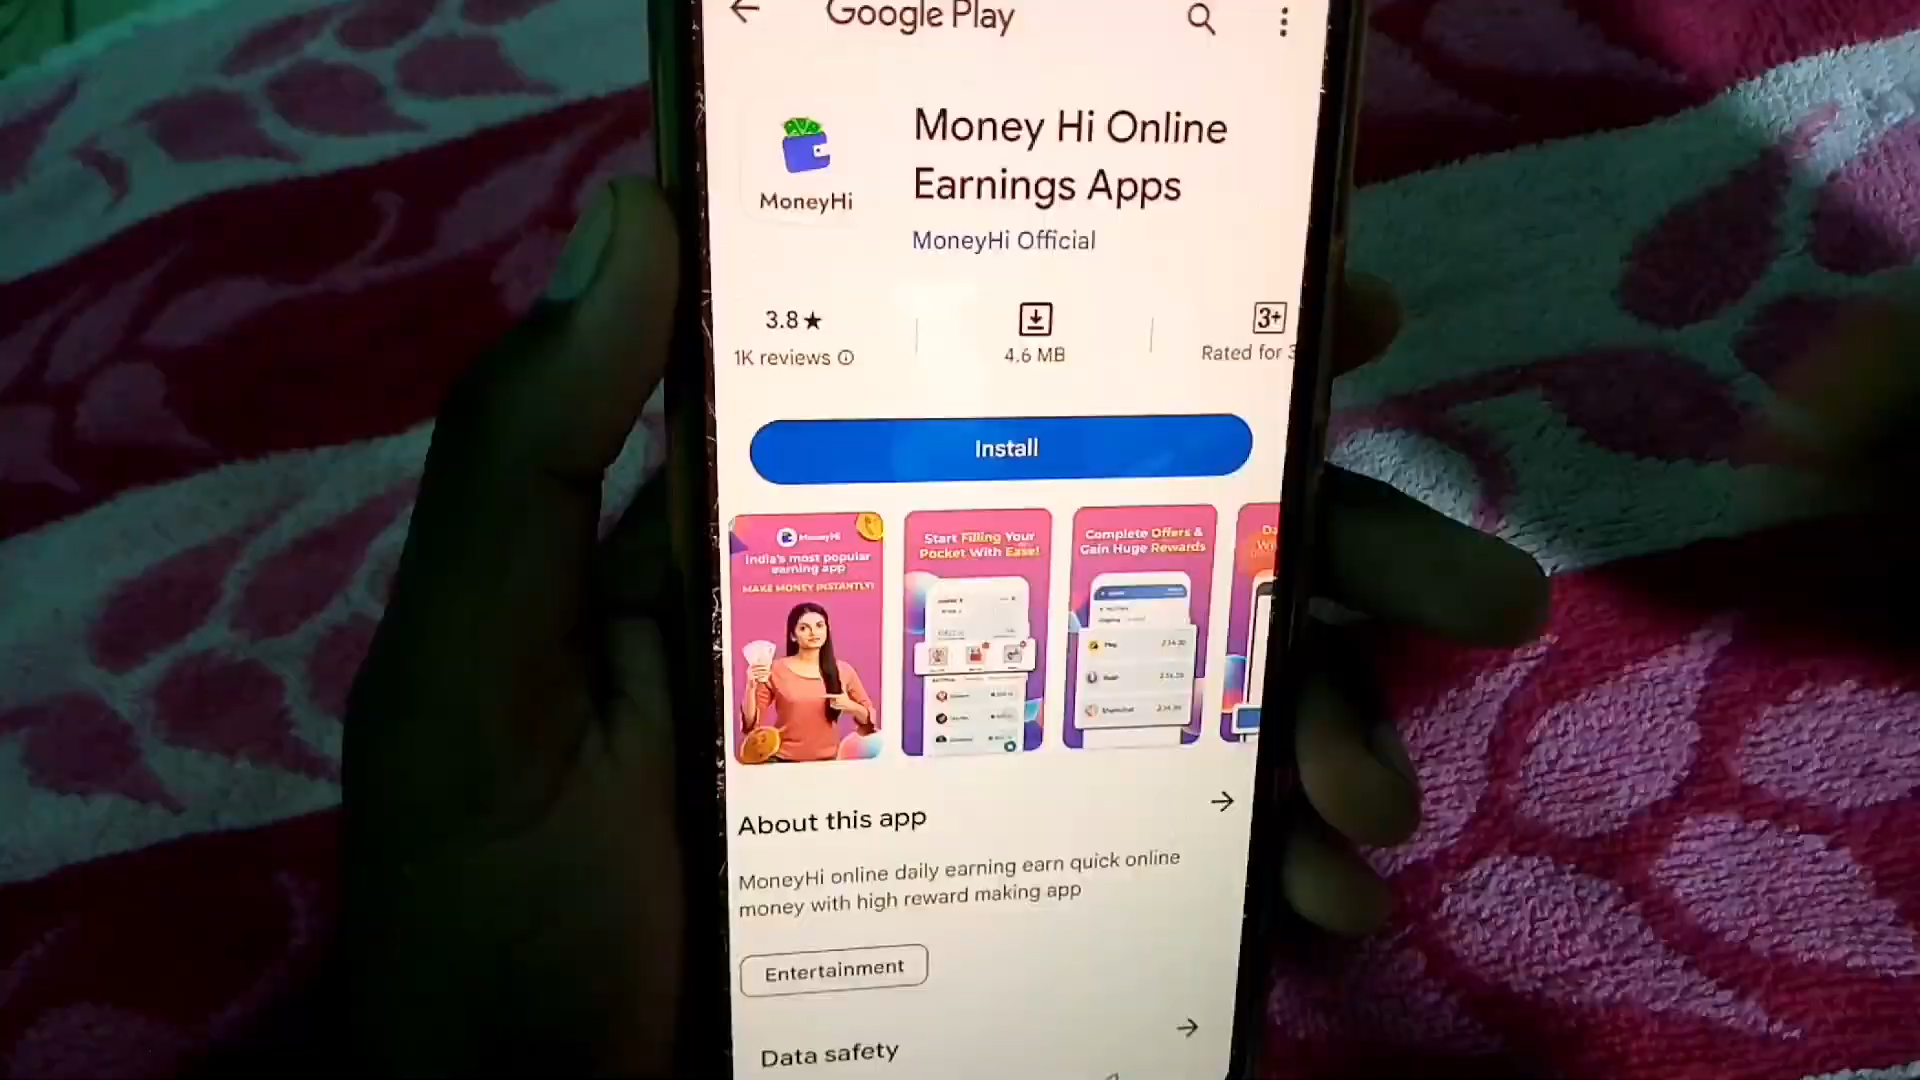 Google Play
Money Hi Online
Earnings Apps
MoneyHi
MoneyHi Official
3.8★
1K reviews
4.6 MB
3+
Rated for 3
Install
MoneyHi
India's most popular
earning app
MAKE MONEY INSTANTLY!
Start Filling Your
Pocket With Ease!
Complete Offers &
Gain Huge Rewards
About this app
MoneyHi online daily earning earn quick online
money with high reward making app
Entertainment
Data safety